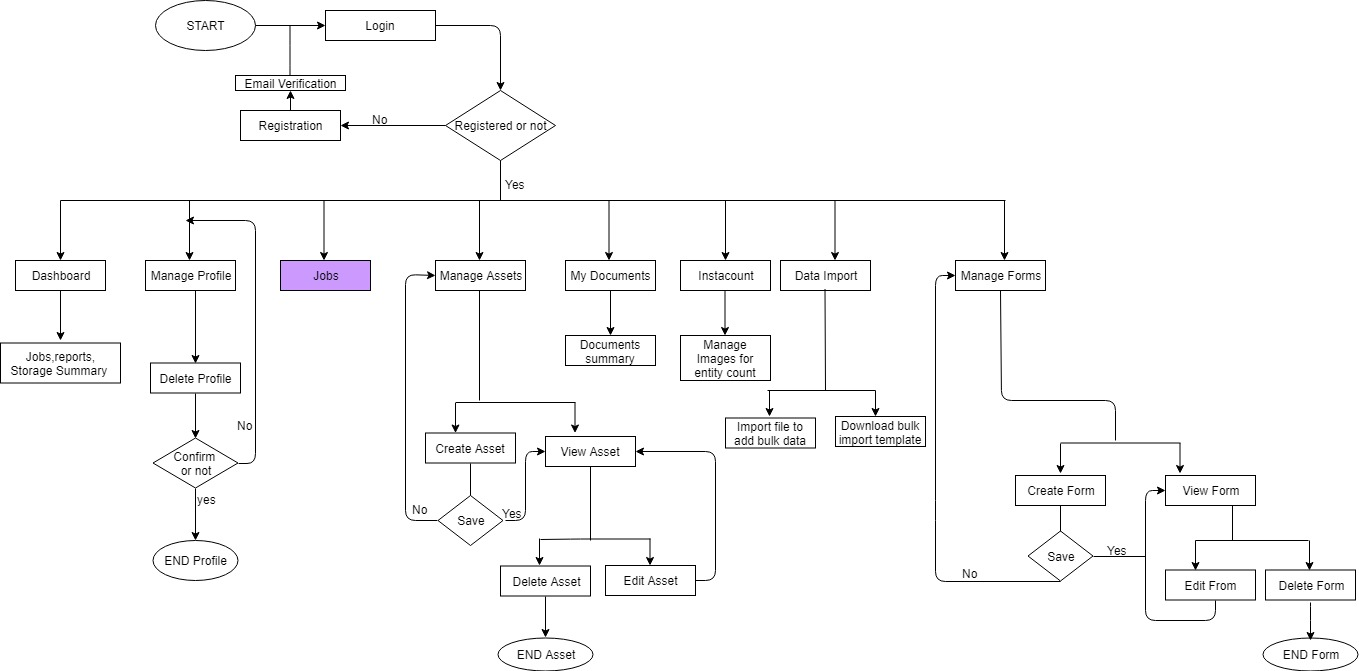 START
Login
Email Verification
Registration
No
Registered or not
Yes
Dashboard
Manage Profile
Jobs
Manage Assets
My Documents
Instacount
Data Import
Manage Forms
Jobs,reports,
Storage Summary
Delete Profile
Documents
summary
Manage
Images for
entity count
No
Import file to
add bulk data
Download bulk
import template
Confirm
or not
Create Asset
View Asset
yes
No
Save
Yes
Create Form
View Form
END Profile
Delete Asset
Edit Asset
No
Save
Yes
Edit From
Delete Form
END Asset
END Form